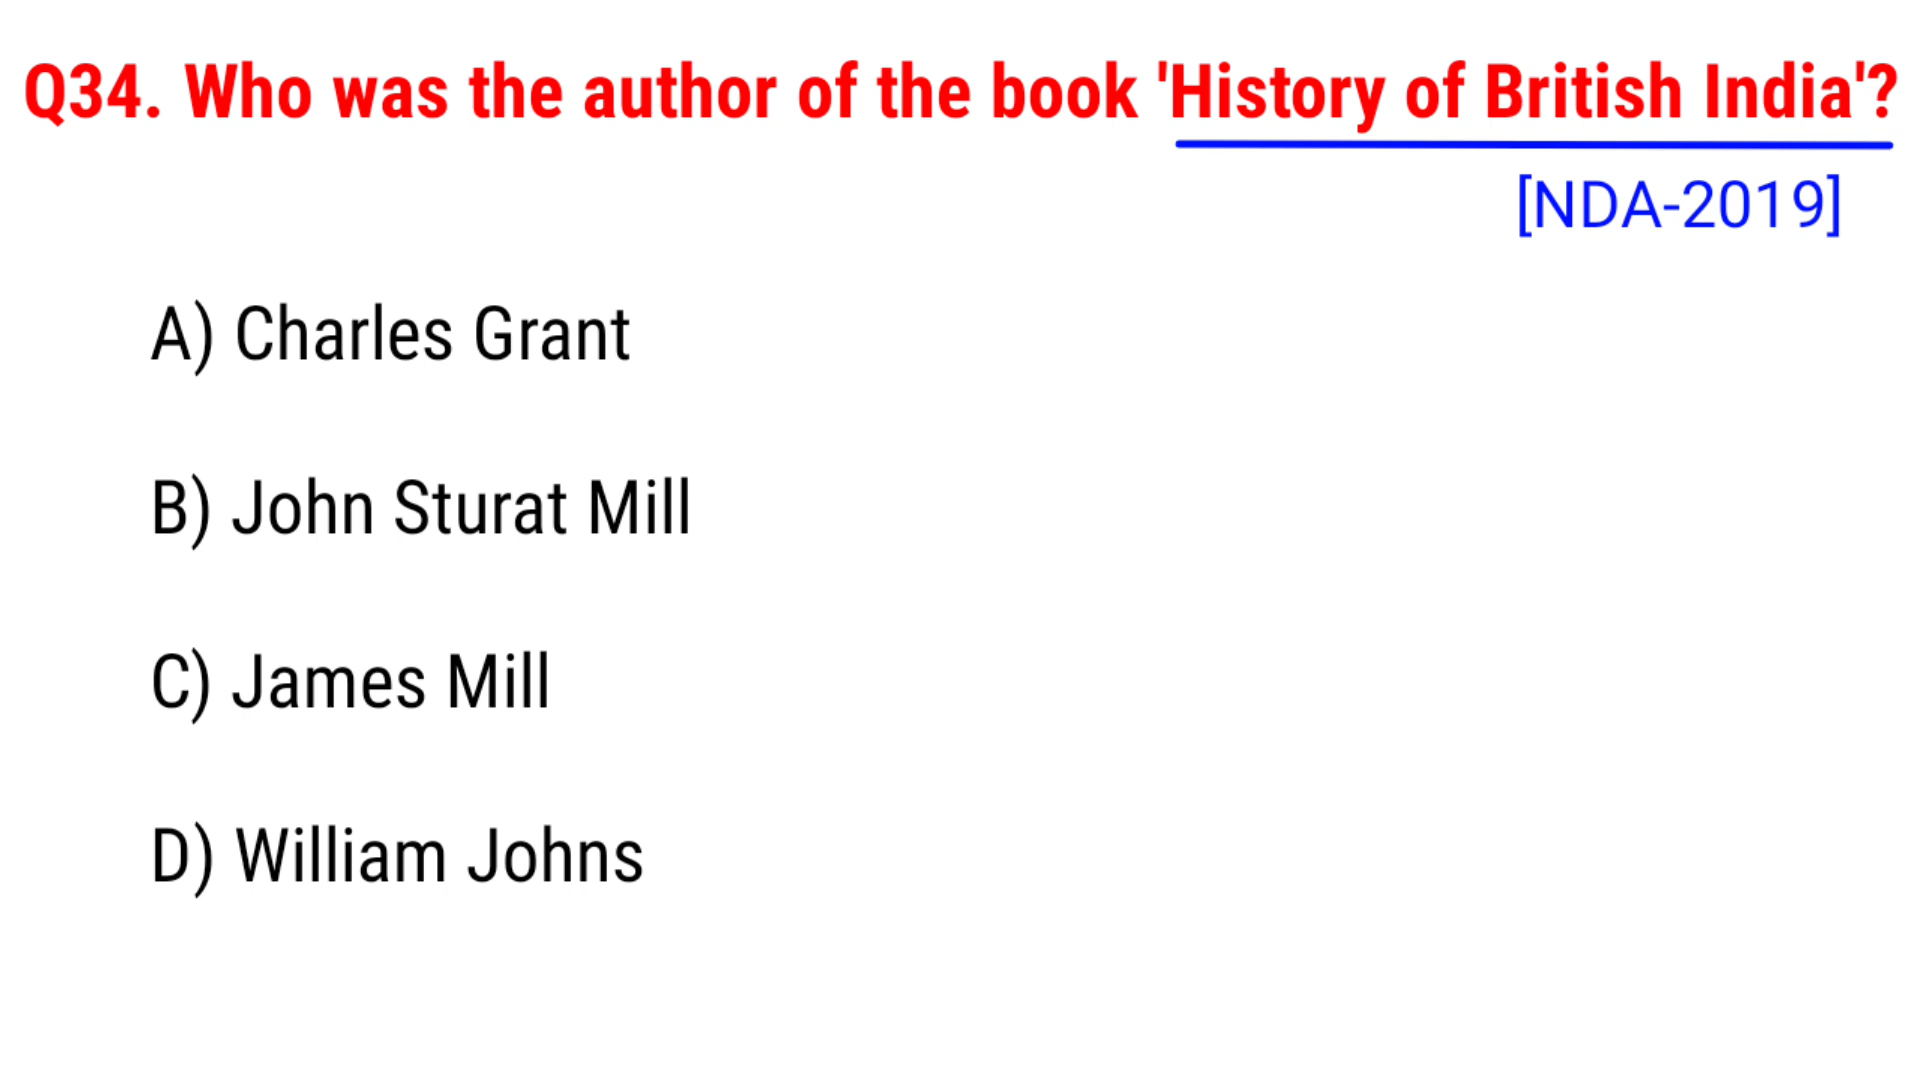 Q34. Who was the author of the book 'History of British India'?
[NDA-2019]
A) Charles Grant
B) John Sturat Mill
C) James Mill
D) William Johns